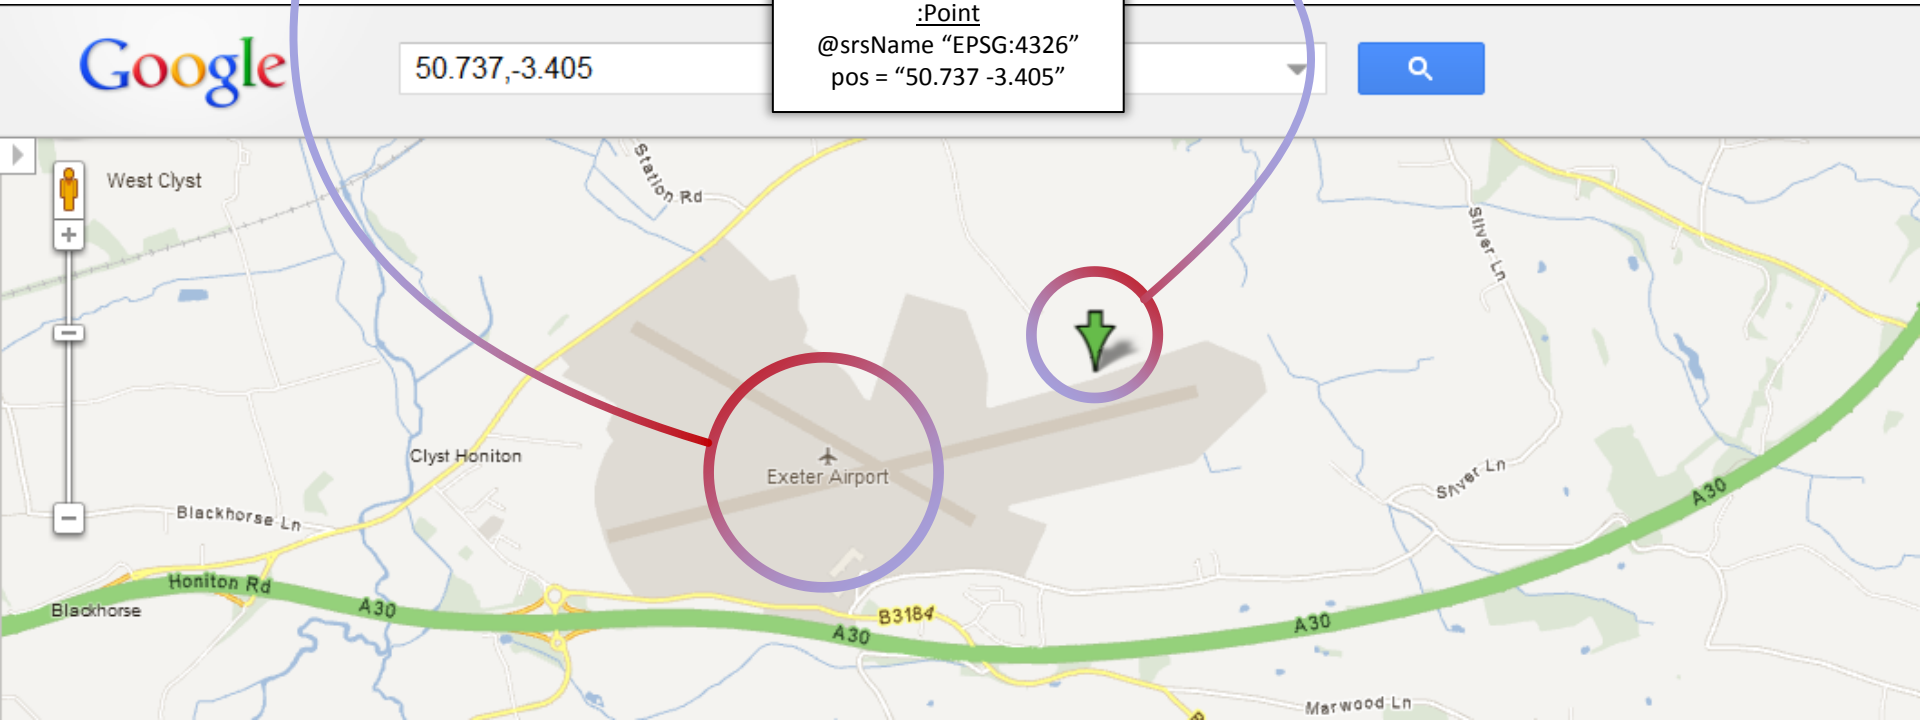 :Point
@srsName “EPSG:4326”
pos = “50.737 -3.405”
Google
50.737,-3.405
West Clyst
Station Rd
Silver Ln
Clyst Honiton
Exeter Airport
Silver Ln
A30
Blackhorse Ln
Honiton Rd
Blackhorse
A30
B3184
A30
A30
Marwood Ln
B